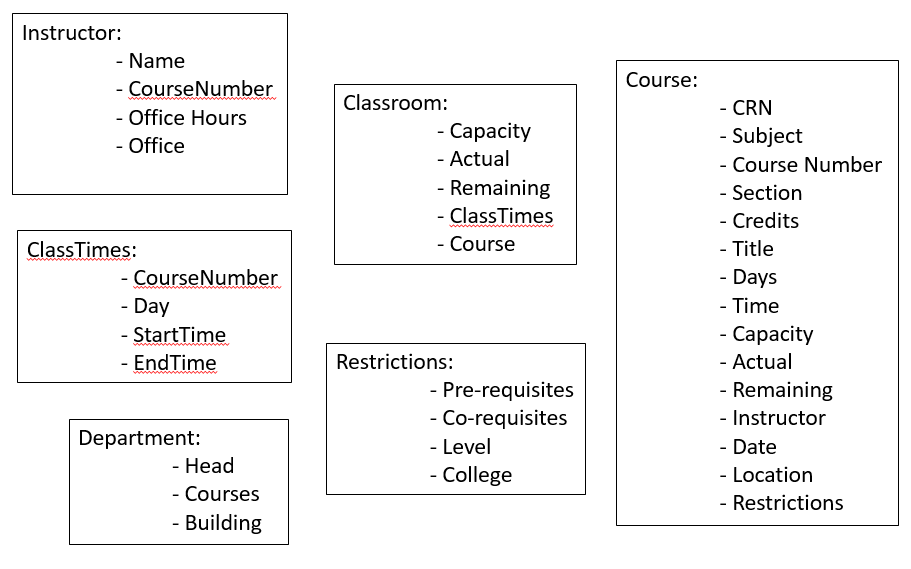 Instructor:
- Name
- CourseNumber
- Office Hours
- Office
ClassTimes:
- CourseNumber
- Day
- StartTime
- EndTime
Department:
- Head
- Courses
- Building
Classroom:
- Capacity
- Actual
- Remaining
- ClassTimes
- Course
Restrictions:
- Pre-requisites
- Co-requisites
- Level
- College
Course:
- CRN
- Subject
- Course Number
- Section
- Credits
- Title
- Days
- Time
- Capacity
- Actual
- Remaining
- Instructor
- Date
- Location
- Restrictions